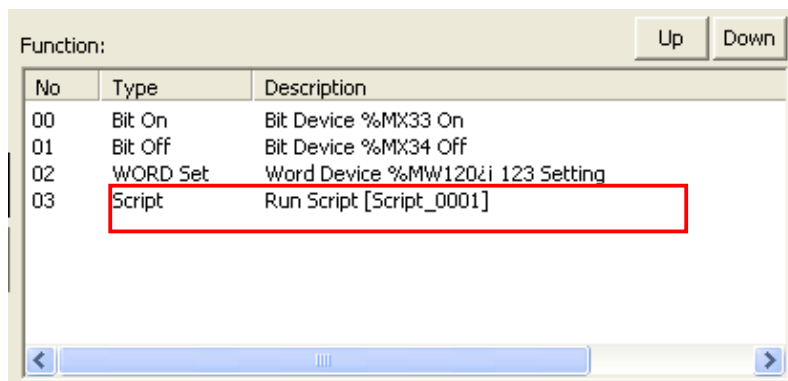 Function: Up Down
No Type Description
00 Bit On Bit Device %MX33 On
01 Bit Off Bit Device %MX34 Off
02 WORD Set Word Device %MW120¿¡ 123 Setting
03 Script Run Script [Script_0001]